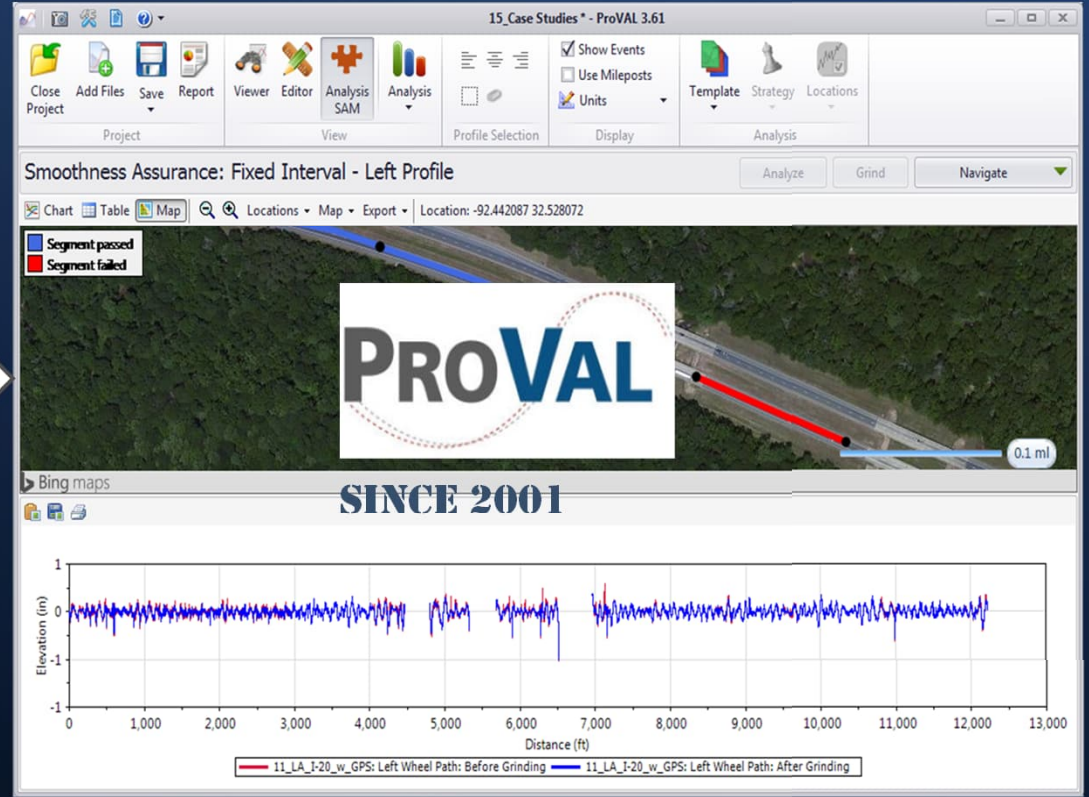 15_Case Studies * - ProVAL 3.61
Close Project
Add Files
Save
Report
Project
Viewer
Editor
Analysis SAM
Analysis
View
Profile Selection
Show Events
Use Mileposts
Units
Display
Template
Strategy
Locations
Analysis
Smoothness Assurance: Fixed Interval - Left Profile
Analyze
Grind
Navigate
Chart Table Map Locations Map Export Location: -92.442087 32.528072
Segment passed
Segment failed
PROVAL
0.1 ml
Bing maps
SINCE 2001
Elevation (in)
1
0
-1
-1
0 1,000 2,000 3,000 4,000 5,000 6,000 7,000 8,000 9,000 10,000 11,000 12,000 13,000
Distance (ft)
11_LA_I-20_w_GPS: Left Wheel Path: Before Grinding 11_LA_I-20_w_GPS: Left Wheel Path: After Grinding